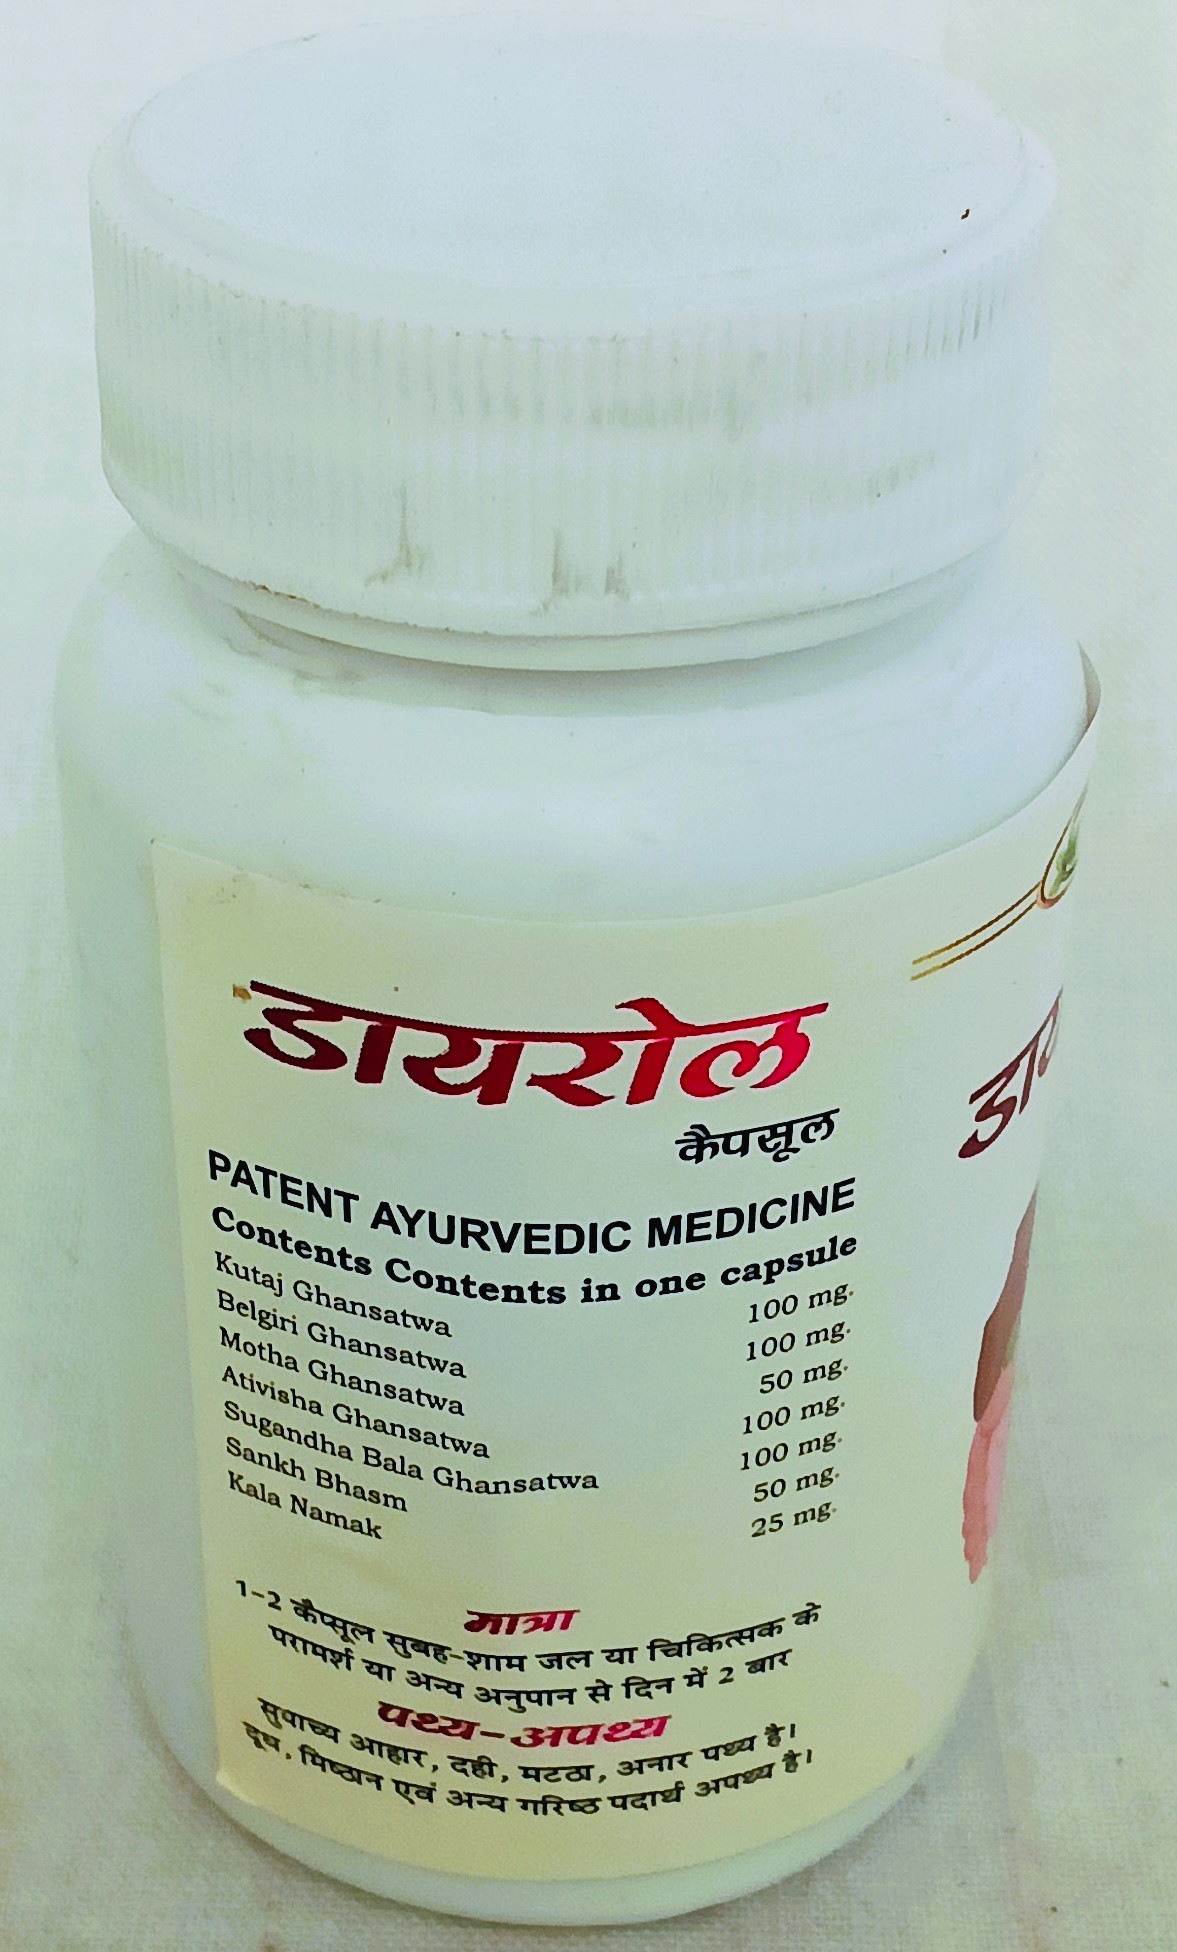 डायरोल
कैपसूल
PATENT AYURVEDIC MEDICINE
Contents Contents in one capsule
Kutaj Ghansatwa 100 mg.
Belgiri Ghansatwa 100 mg.
Motha Ghansatwa 50 mg.
Ativisha Ghansatwa 100 mg.
Sugandha Bala Ghansatwa 100 mg.
Sankh Bhasm 50 mg.
Kala Namak 25 mg.
मात्रा
1-2 कैप्सूल सुबह-शाम जल या चिकित्सक के
परामर्श या अन्य अनुपान से दिन में 2 बार
पथ्य-अपथ्य
सुपाच्य आहार, दही, मटठा, अनार पथ्य है।
दूध, मिष्ठान एवं अन्य गरिष्ठ पदार्थ अपथ्य है।